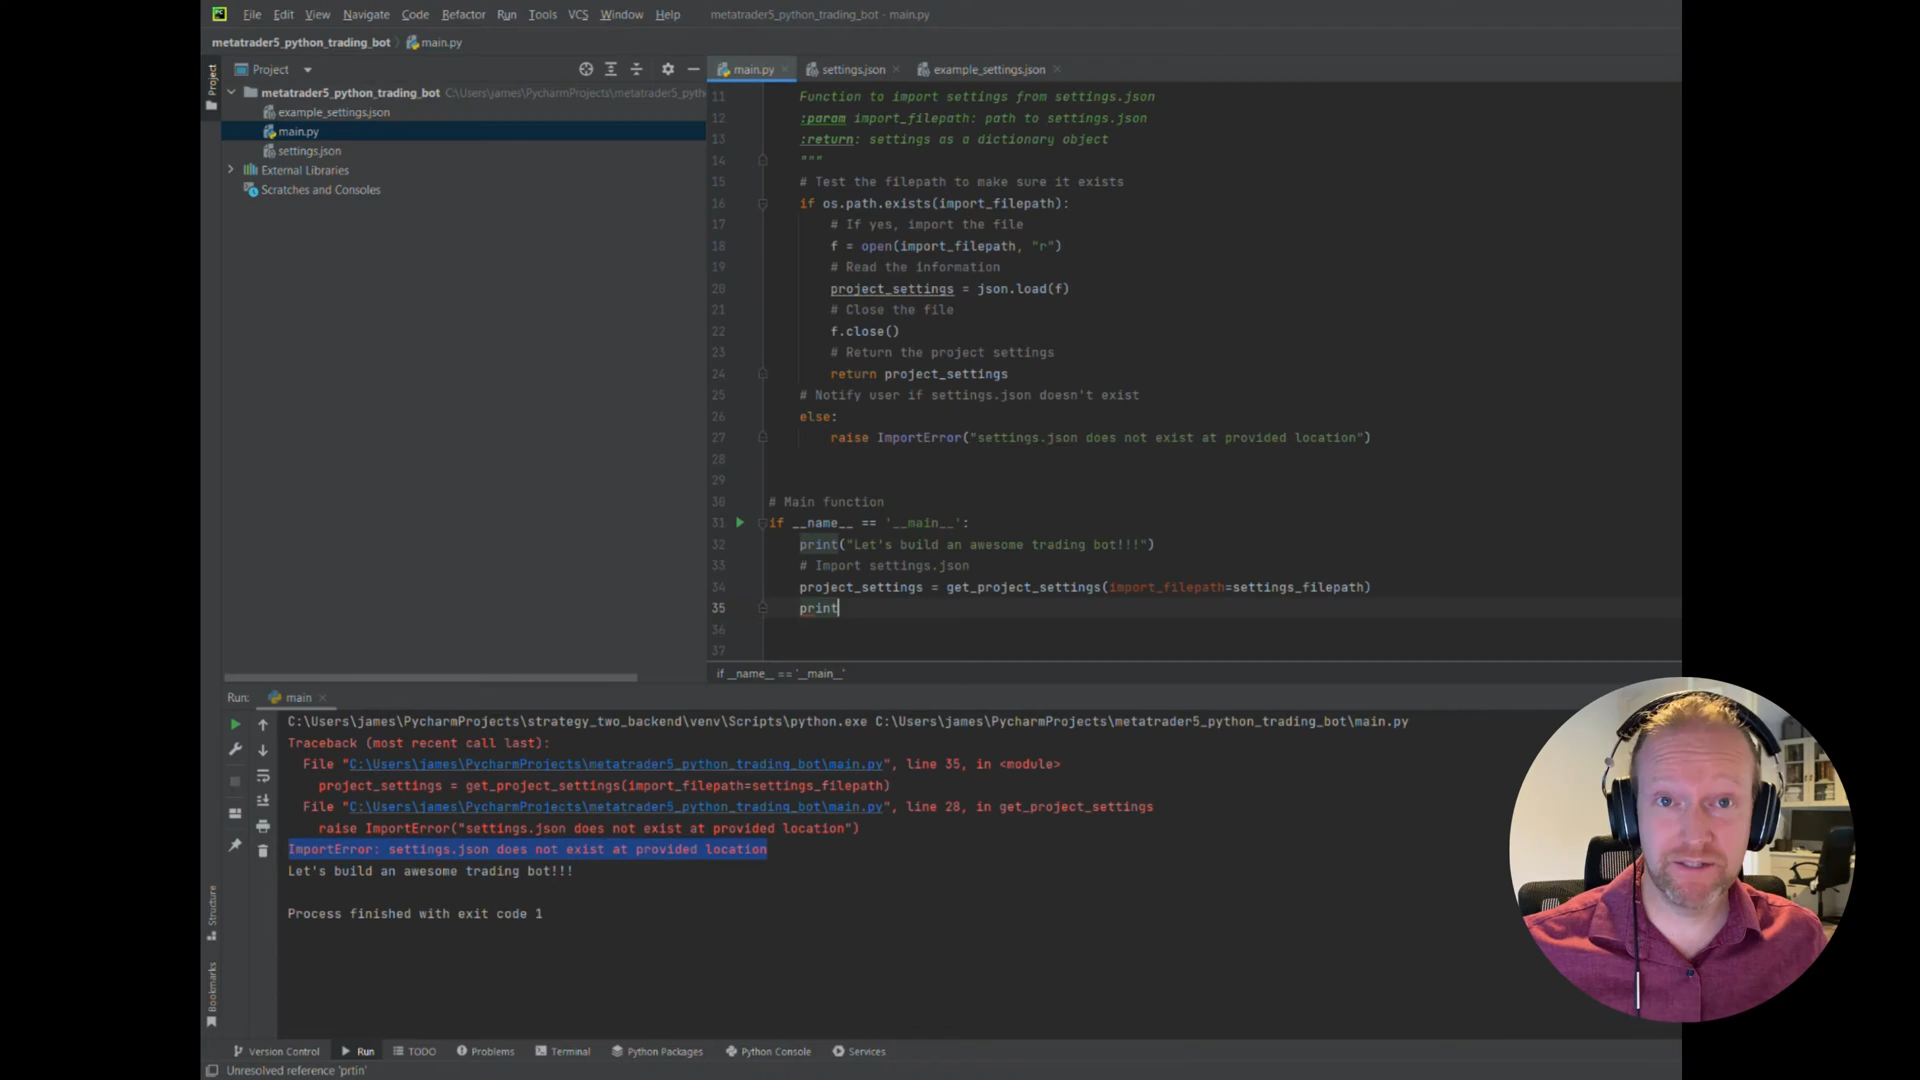 PC File Edit View Navigate Code Refactor Run Tools VCS Window Help metatrader5_python_trading_bot - main.py
metatrader5_python_trading_bot main.py
Project
Project
main.py settings.json example_settings.json
metatrader5_python_trading_bot C:\Users\james\PycharmProjects\metatrader5_pyth
example_settings.json
main.py
settings.json
External Libraries
Scratches and Consoles
11 Function to import settings from settings.json
12 :param import_filepath: path to settings.json
13 :return: settings as a dictionary object
14 """
15 # Test the filepath to make sure it exists
16 if os.path.exists(import_filepath):
17 # If yes, import the file
18 f = open(import_filepath, "r")
19 # Read the information
20 project_settings = json.load(f)
21 # Close the file
22 f.close()
23 # Return the project settings
24 return project_settings
25 # Notify user if settings.json doesn't exist
26 else:
27 raise ImportError("settings.json does not exist at provided location")
28
29
30 # Main function
31 if __name__ == '__main__':
32 print("Let's build an awesome trading bot!!!")
33 # Import settings.json
34 project_settings = get_project_settings(import_filepath=settings_filepath)
35 print
36
37
if __name__ == '__main__'
Run: main
C:\Users\james\PycharmProjects\strategy_two_backend\venv\Scripts\python.exe C:\Users\james\PycharmProjects\metatrader5_python_trading_bot\main.py
Traceback (most recent call last):
File "C:\Users\james\PycharmProjects\metatrader5_python_trading_bot\main.py", line 35, in <module>
project_settings = get_project_settings(import_filepath=settings_filepath)
File "C:\Users\james\PycharmProjects\metatrader5_python_trading_bot\main.py", line 28, in get_project_settings
raise ImportError("settings.json does not exist at provided location")
ImportError: settings.json does not exist at provided location
Let's build an awesome trading bot!!!
Process finished with exit code 1
Structure
Bookmarks
Version Control Run TODO Problems Terminal Python Packages Python Console Services
Unresolved reference 'prtin'